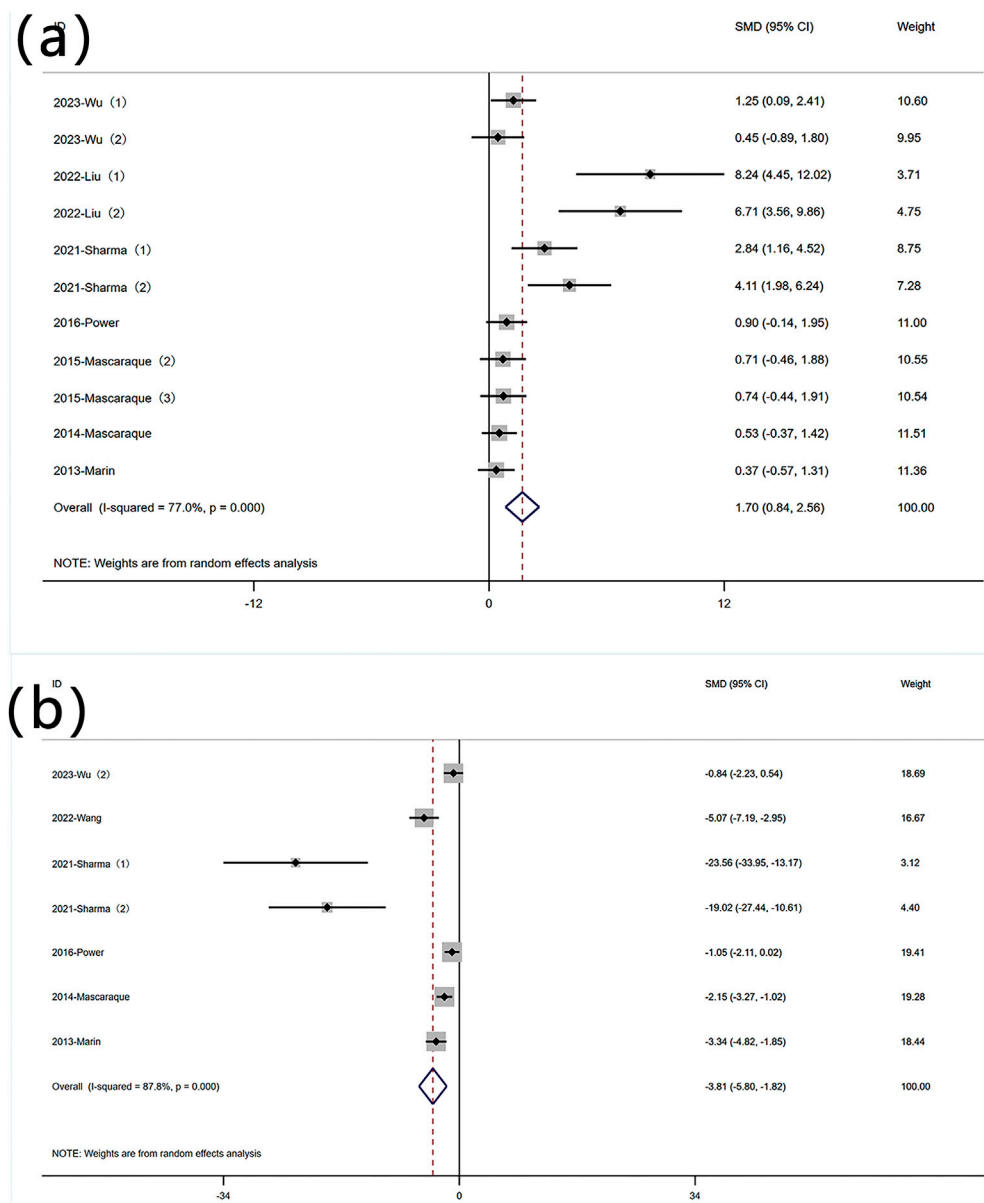 (a)
ID SMD (95% CI) Weight
2023-Wu（1） 1.25 (0.09, 2.41) 10.60
2023-Wu（2） 0.45 (-0.89, 1.80) 9.95
2022-Liu（1） 8.24 (4.45, 12.02) 3.71
2022-Liu（2） 6.71 (3.56, 9.86) 4.75
2021-Sharma（1） 2.84 (1.16, 4.52) 8.75
2021-Sharma（2） 4.11 (1.98, 6.24) 7.28
2016-Power 0.90 (-0.14, 1.95) 11.00
2015-Mascaraque（2） 0.71 (-0.46, 1.88) 10.55
2015-Mascaraque（3） 0.74 (-0.44, 1.91) 10.54
2014-Mascaraque 0.53 (-0.37, 1.42) 11.51
2013-Marin 0.37 (-0.57, 1.31) 11.36
Overall (I-squared = 77.0%, p = 0.000) 1.70 (0.84, 2.56) 100.00
NOTE: Weights are from random effects analysis
-12 0 12
(b)
ID SMD (95% CI) Weight
2023-Wu（2） -0.84 (-2.23, 0.54) 18.69
2022-Wang -5.07 (-7.19, -2.95) 16.67
2021-Sharma（1） -23.56 (-33.95, -13.17) 3.12
2021-Sharma（2） -19.02 (-27.44, -10.61) 4.40
2016-Power -1.05 (-2.11, 0.02) 19.41
2014-Mascaraque -2.15 (-3.27, -1.02) 19.28
2013-Marin -3.34 (-4.82, -1.85) 18.44
Overall (I-squared = 87.8%, p = 0.000) -3.81 (-5.80, -1.82) 100.00
NOTE: Weights are from random effects analysis
-34 0 34